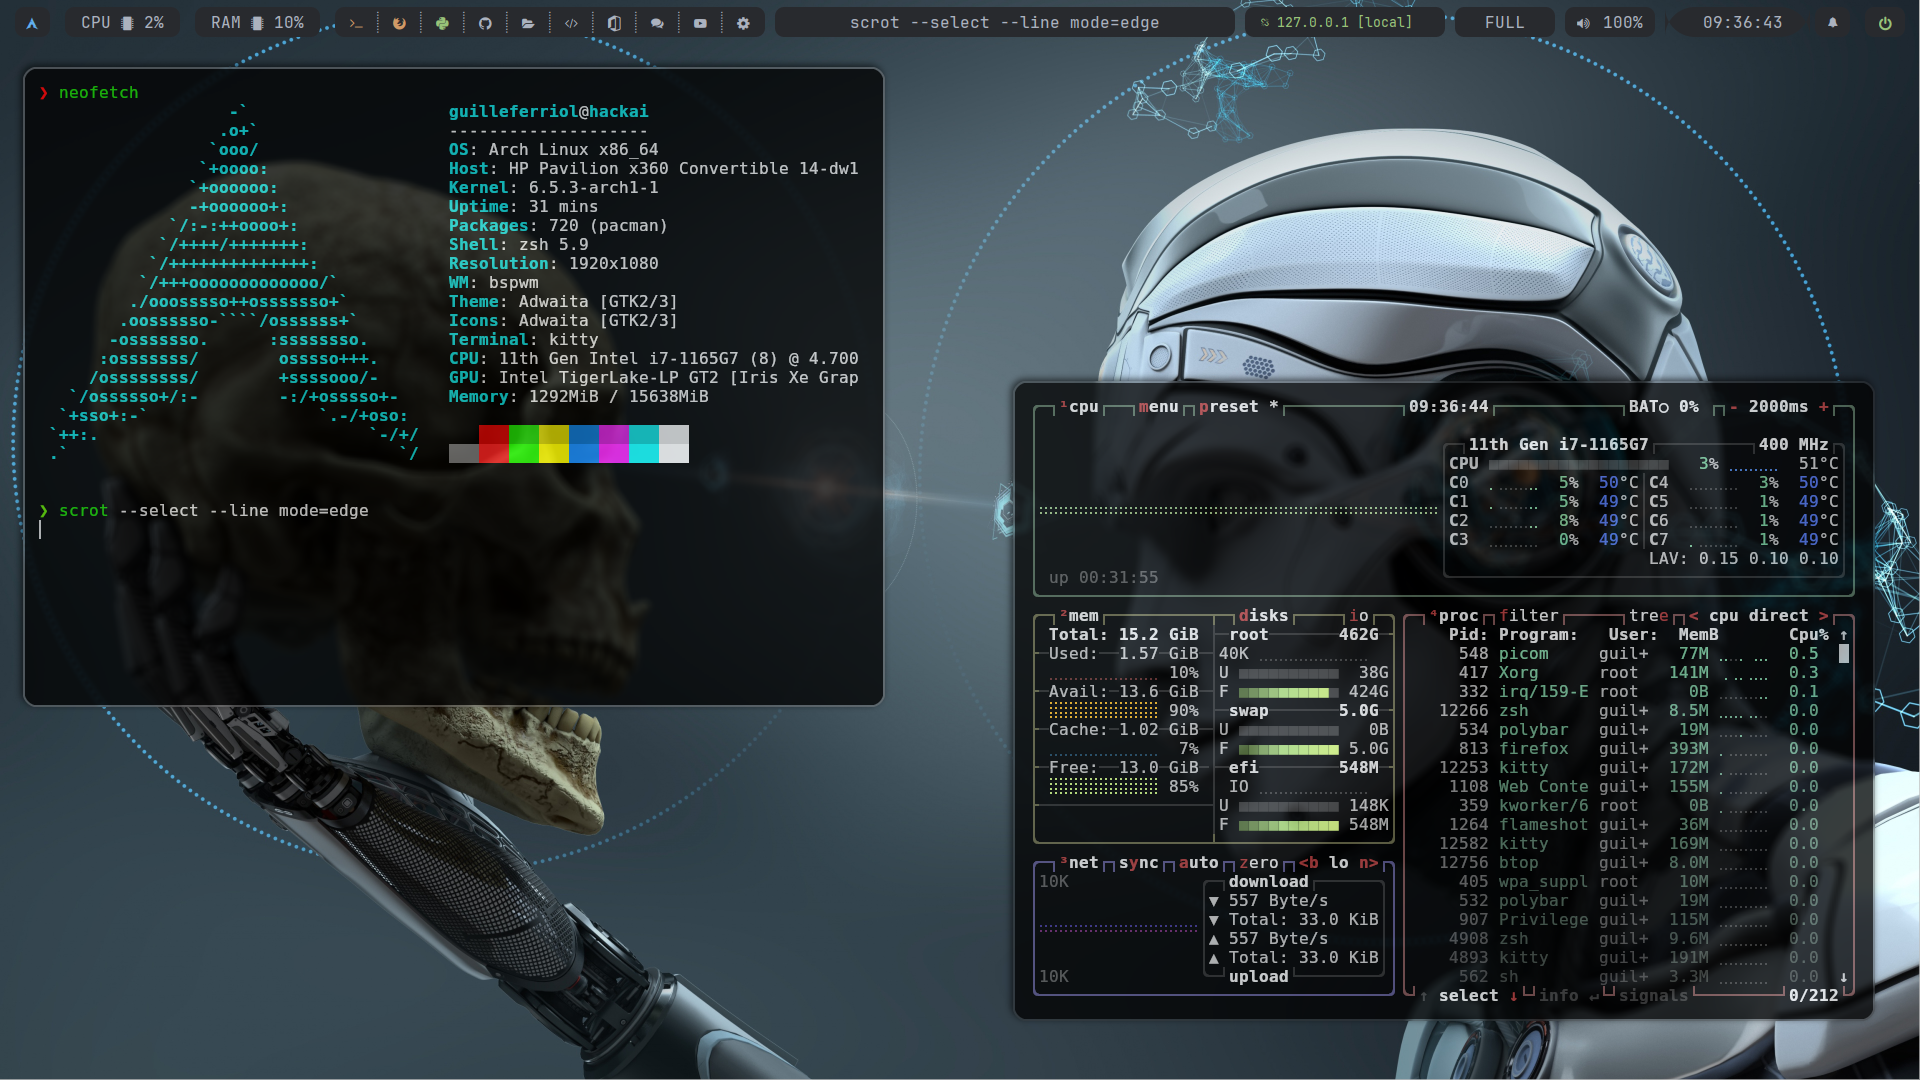 CPU 2% RAM 10% scrot --select --line mode=edge 127.0.0.1 [local] FULL 100% 09:36:43
❯ neofetch
guilleferriol@hackai
--------------------
OS: Arch Linux x86_64
Host: HP Pavilion x360 Convertible 14-dw1
Kernel: 6.5.3-arch1-1
Uptime: 31 mins
Packages: 720 (pacman)
Shell: zsh 5.9
Resolution: 1920x1080
WM: bspwm
Theme: Adwaita [GTK2/3]
Icons: Adwaita [GTK2/3]
Terminal: kitty
CPU: 11th Gen Intel i7-1165G7 (8) @ 4.700
GPU: Intel TigerLake-LP GT2 [Iris Xe Grap
Memory: 1292MiB / 15638MiB
❯ scrot --select --line mode=edge
¹cpu menu preset * 09:36:44 BAT○ 0% - 2000ms +
11th Gen i7-1165G7 400 MHz
CPU 3% 51°C
C0 5% 50°C C4 3% 50°C
C1 5% 49°C C5 1% 49°C
C2 8% 49°C C6 1% 49°C
C3 0% 49°C C7 1% 49°C
LAV: 0.15 0.10 0.10
up 00:31:55
²mem disks io
Total: 15.2 GiB
Used: 1.57 GiB
10%
Avail: 13.6 GiB
90%
Cache: 1.02 GiB
7%
Free: 13.0 GiB
85%
root 462G
40K
U 38G
F 424G
swap 5.0G
U 0B
F 5.0G
efi 548M
IO
U 148K
F 548M
³net sync auto zero <b lo n>
10K
download
▼ 557 Byte/s
▼ Total: 33.0 KiB
▲ 557 Byte/s
▲ Total: 33.0 KiB
upload
10K
⁴proc filter tree < cpu direct >
Pid: Program: User: MemB Cpu% ↑
548 picom guil+ 77M 0.5
417 Xorg root 141M 0.3
332 irq/159-E root 0B 0.1
12266 zsh guil+ 8.5M 0.0
534 polybar guil+ 19M 0.0
813 firefox guil+ 393M 0.0
12253 kitty guil+ 172M 0.0
1108 Web Conte guil+ 155M 0.0
359 kworker/6 root 0B 0.0
1264 flameshot guil+ 36M 0.0
12582 kitty guil+ 169M 0.0
12756 btop guil+ 8.0M 0.0
405 wpa_suppl root 10M 0.0
532 polybar guil+ 19M 0.0
907 Privilege guil+ 115M 0.0
4908 zsh guil+ 9.6M 0.0
4893 kitty guil+ 191M 0.0
562 sh guil+ 3.3M 0.0 ↓
↑ select ↓ info ↵ signals 0/212